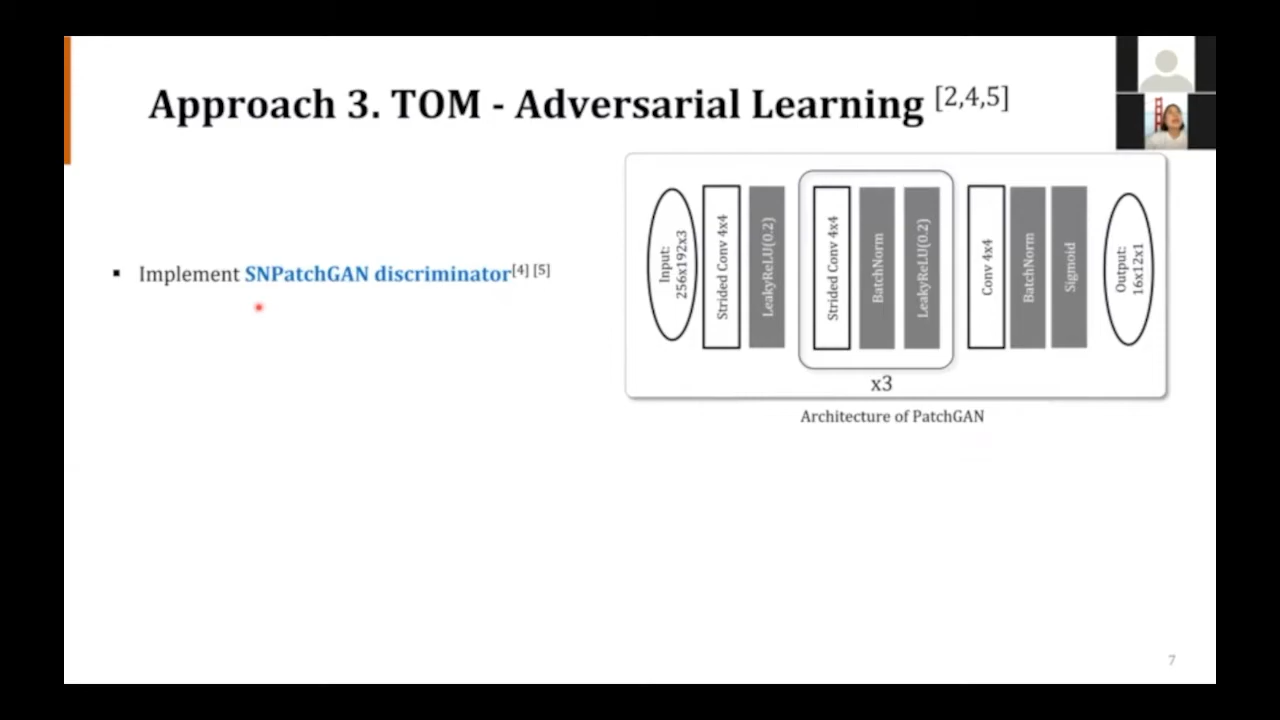 Approach 3. TOM - Adversarial Learning [2,4,5]
▪ Implement SNPatchGAN discriminator[4] [5]
Input:
256x192x3
Strided Conv 4x4
LeakyReLU(0.2)
Strided Conv 4x4
BatchNorm
LeakyReLU(0.2)
x3
Conv 4x4
BatchNorm
Sigmoid
Output:
16x12x1
Architecture of PatchGAN
7